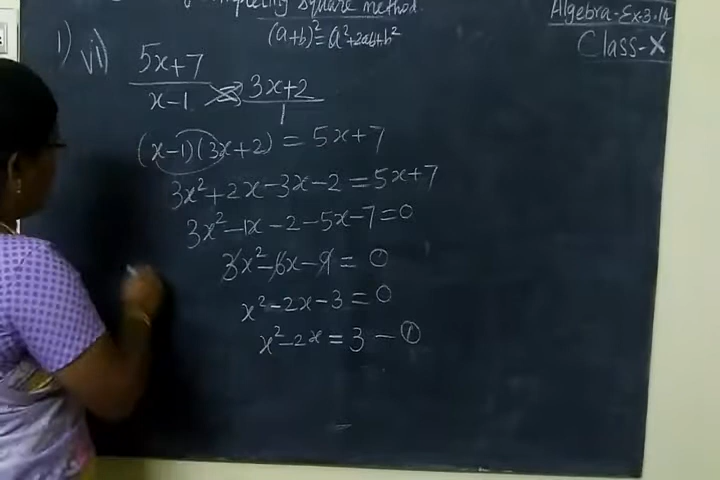 completing square method.
Algebra-Ex-3.14
(a+b)² = a²+2ab+b²
Class-X
1) vi) 5x+7/x-1 = 3x+2/1
(x-1)(3x+2) = 5x+7
3x²+2x-3x-2=5x+7
3x²-1x-2-5x-7=0
3x²-6x-9=0
x²-2x-3=0
x²-2x=3-①